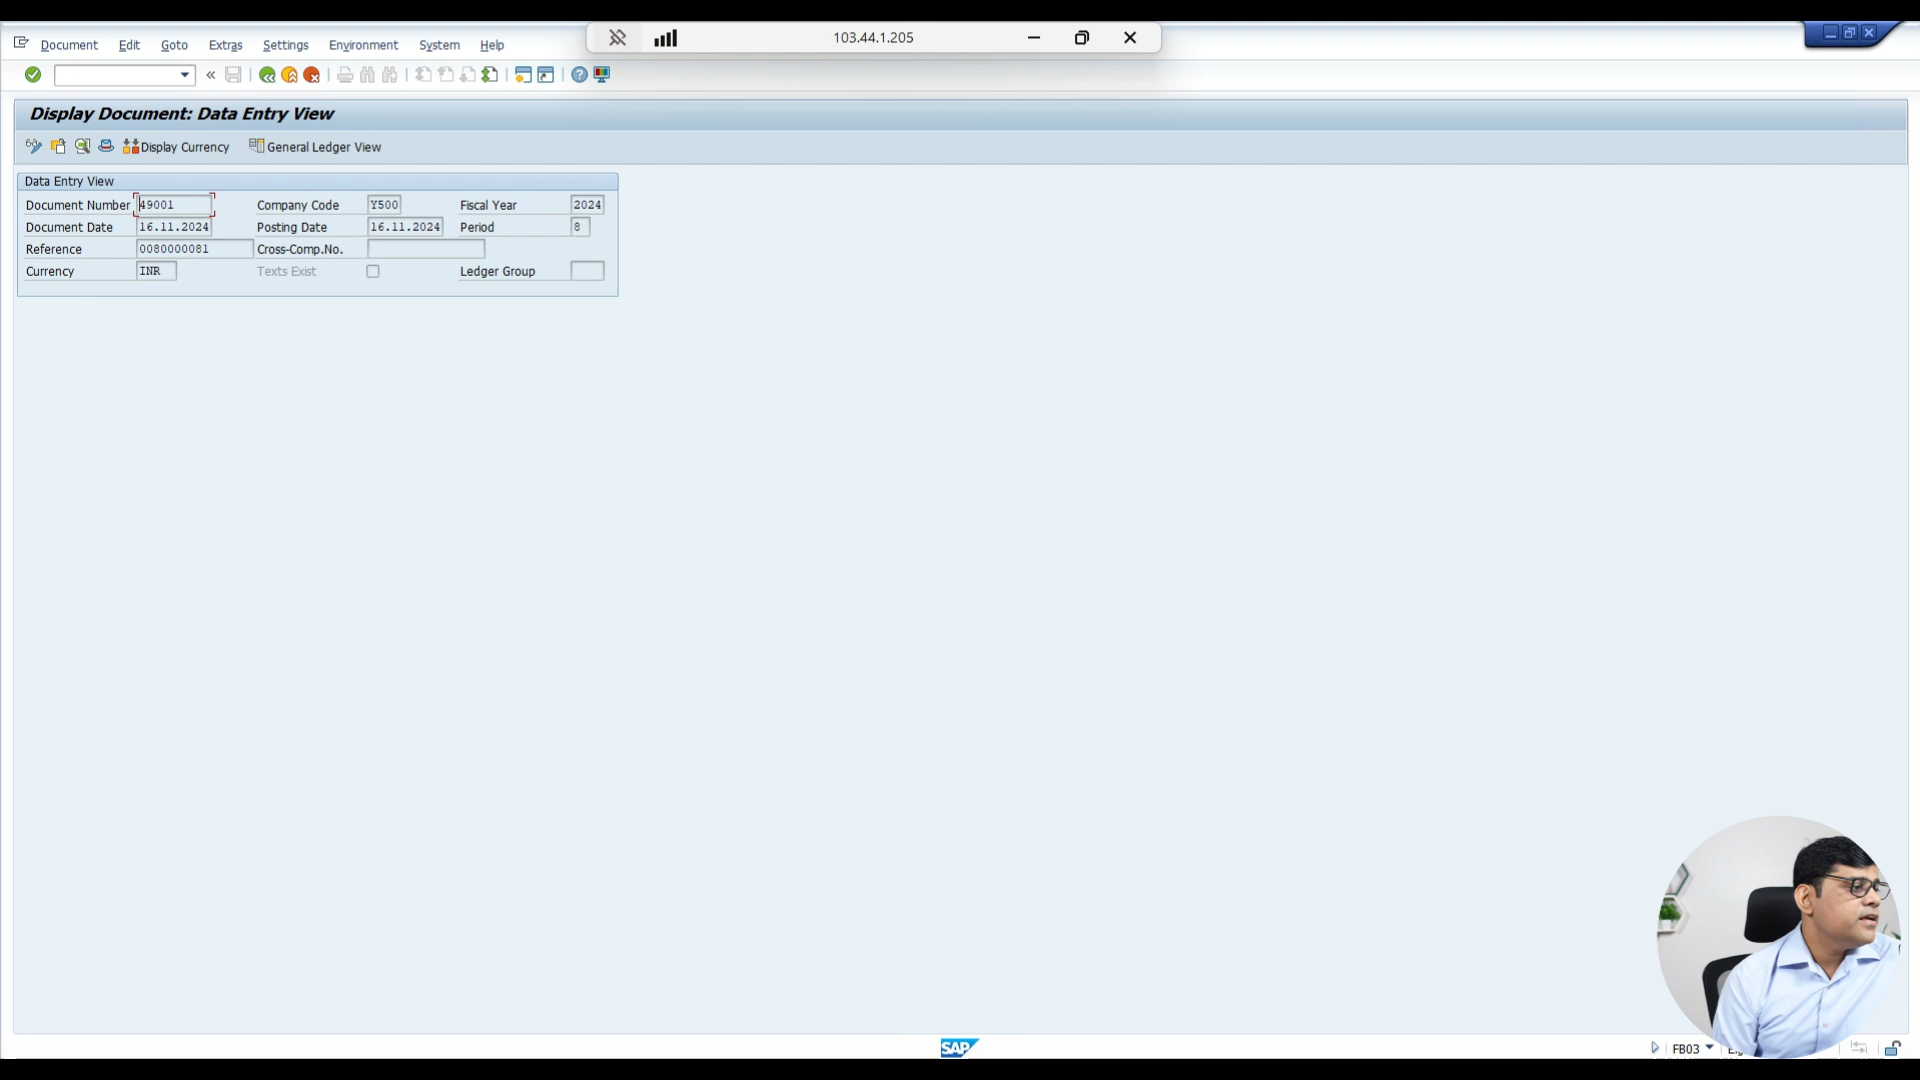 103.44.1.205
Document Edit Goto Extras Settings Environment System Help
Display Document: Data Entry View
Display Currency General Ledger View
Data Entry View
Document Number 49001 Company Code Y500 Fiscal Year 2024
Document Date 16.11.2024 Posting Date 16.11.2024 Period 8
Reference 0080000081 Cross-Comp.No.
Currency INR Texts Exist Ledger Group
SAP
FB03